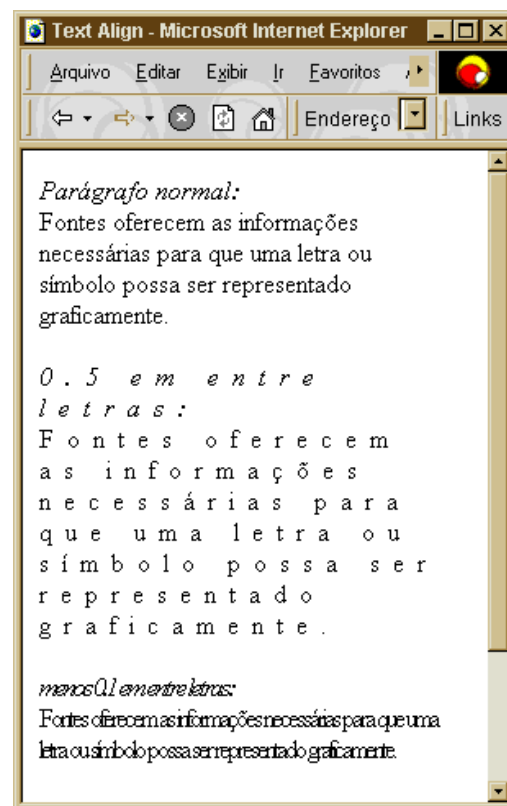 Text Align - Microsoft Internet Explorer
Arquivo Editar Exibir Ir Favoritos
Endereço Links
Parágrafo normal:
Fontes oferecem as informações
necessárias para que uma letra ou
símbolo possa ser representado
graficamente.
0.5 em entre
letras:
Fontes oferecem
as informações
necessárias para
que uma letra ou
símbolo possa ser
representado
graficamente.
menos 0.1 em entre letras:
Fontes oferecem as informações necessárias para que uma
letra ou símbolo possa ser representado graficamente.